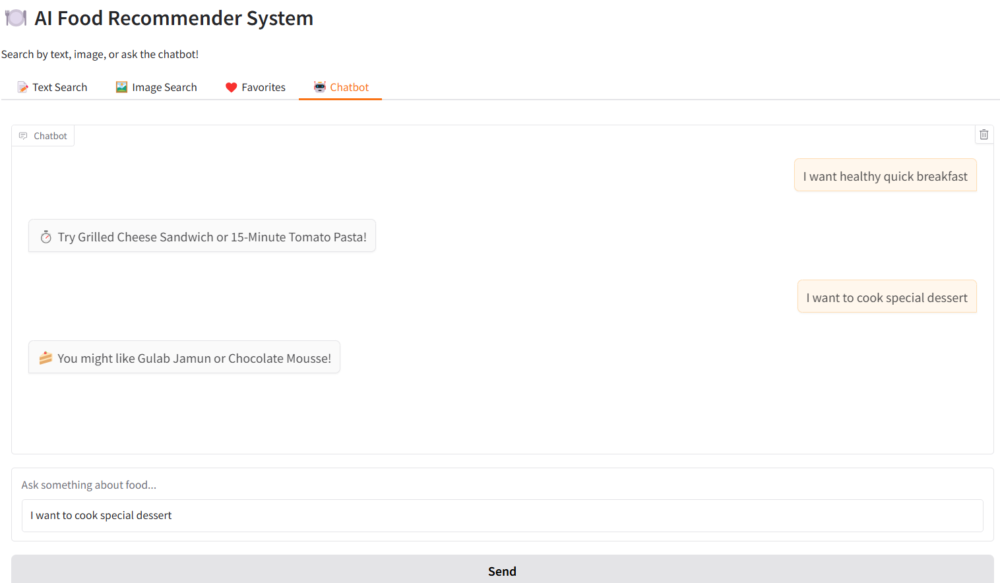 AI Food Recommender System
Search by text, image, or ask the chatbot!
Text Search Image Search Favorites Chatbot
Chatbot
I want healthy quick breakfast
Try Grilled Cheese Sandwich or 15-Minute Tomato Pasta!
I want to cook special dessert
You might like Gulab Jamun or Chocolate Mousse!
Ask something about food...
I want to cook special dessert
Send